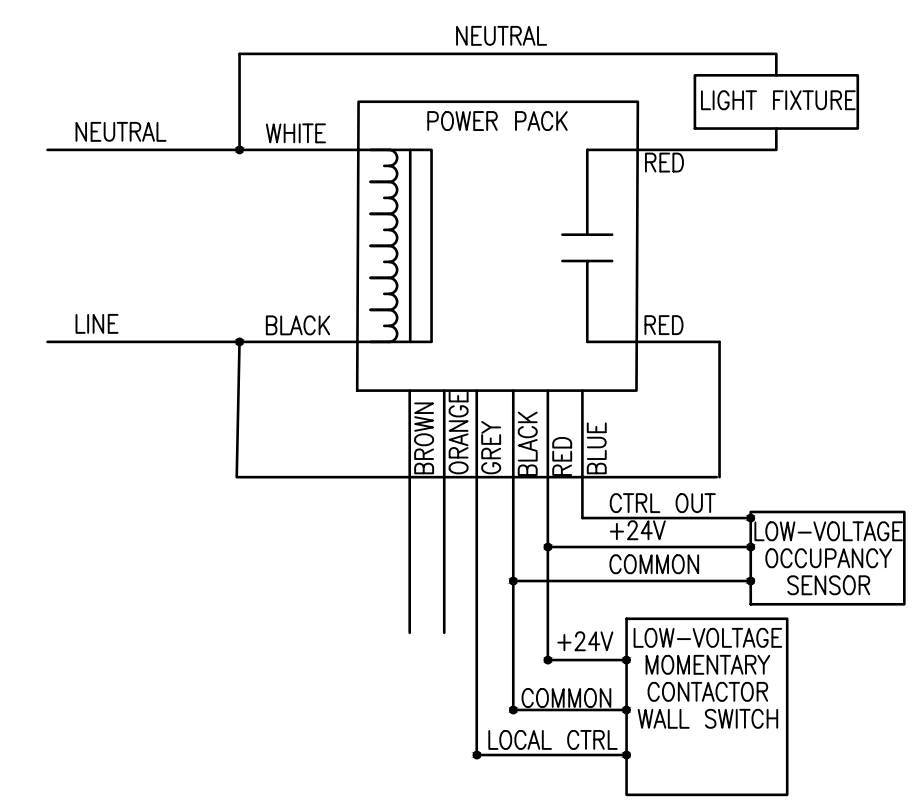 NEUTRAL
LIGHT FIXTURE
POWER PACK
NEUTRAL
WHITE
RED
LINE
BLACK
RED
BROWN
ORANGE
GREY
BLACK
RED
BLUE
CTRL OUT
+24V
COMMON
LOW-VOLTAGE
OCCUPANCY
SENSOR
+24V
COMMON
LOCAL CTRL
LOW-VOLTAGE
MOMENTARY
CONTACTOR
WALL SWITCH